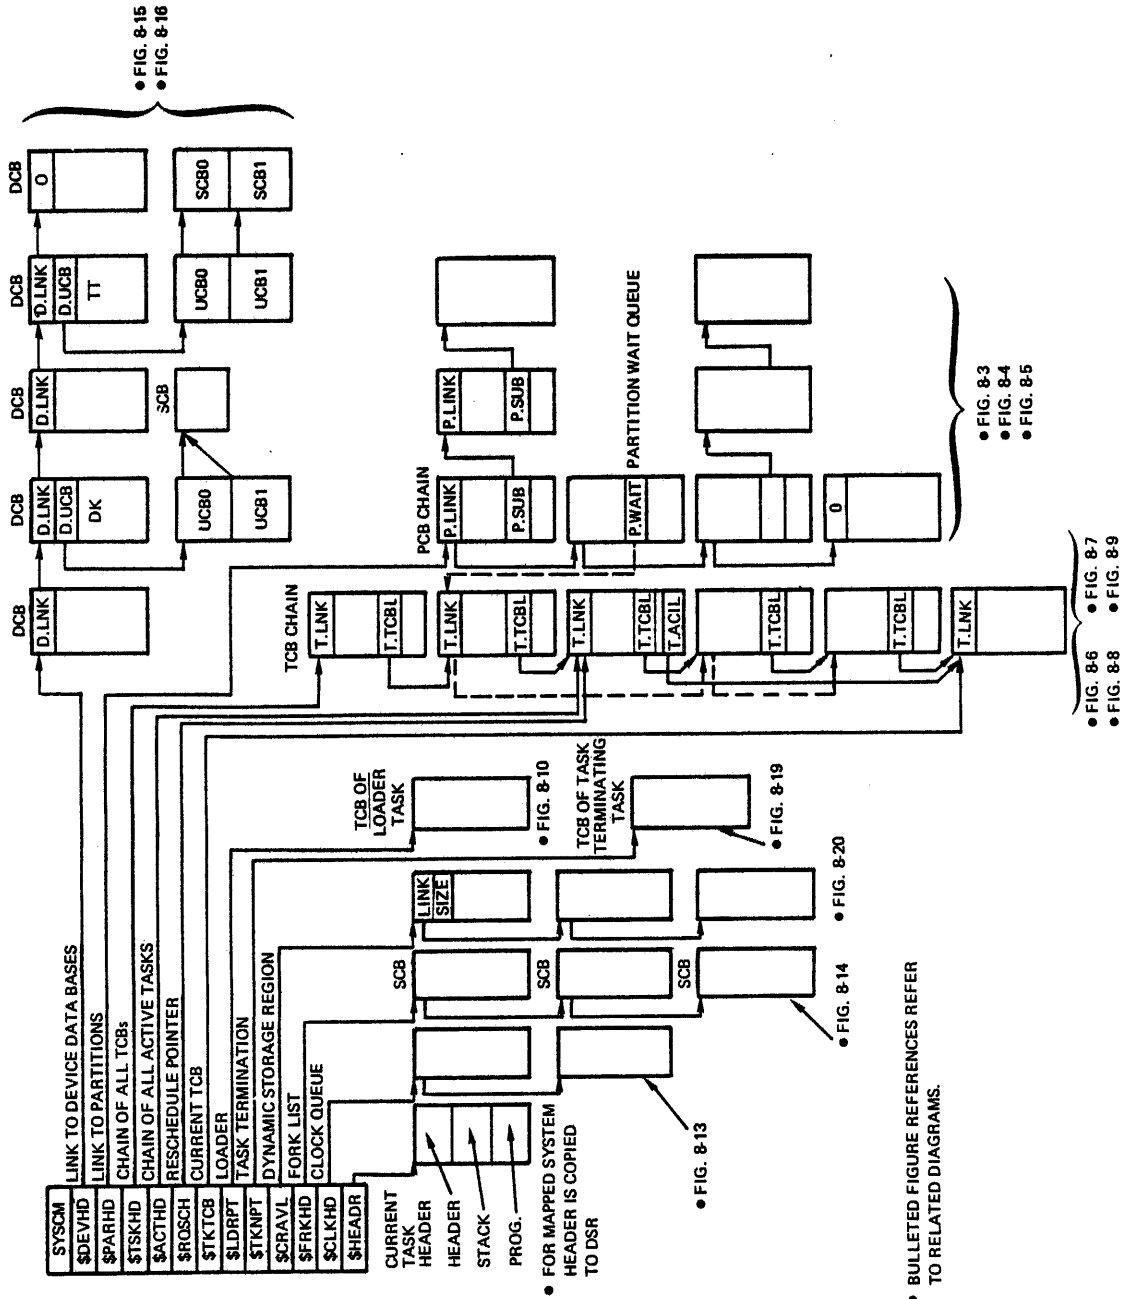 SYSCM
$DEVHD
$PARHD
$TSKHD
$ACTHD
$RQSCH
$TKTCB
$LDRPT
$TKNPT
$CRAVL
$FRKHD
$CLKHD
$HEADR
LINK TO DEVICE DATA BASES
LINK TO PARTITIONS
CHAIN OF ALL TCBs
CHAIN OF ALL ACTIVE TASKS
RESCHEDULE POINTER
CURRENT TCB
LOADER
TASK TERMINATION
DYNAMIC STORAGE REGION
FORK LIST
CLOCK QUEUE
DCB
D.LNK
DCB
D.LNK
D.UCB
DK
DCB
D.LNK
DCB
D.LNK
D.UCB
TT
DCB
0
UCB0
UCB1
SCB
UCB0
UCB1
SCB0
SCB1
● FIG. 8-15
● FIG. 8-16
TCB CHAIN
T.LNK
T.TCBL
T.LNK
T.TCBL
T.LNK
T.TCBL
T.ACIL
T.TCBL
T.TCBL
T.LNK
● FIG. 8-6
● FIG. 8-7
● FIG. 8-8
● FIG. 8-9
PCB CHAIN
P.LINK
P.SUB
P.LINK
P.SUB
P.WAIT
PARTITION WAIT QUEUE
0
● FIG. 8-3
● FIG. 8-4
● FIG. 8-5
TCB OF
LOADER
TASK
● FIG. 8-10
TCB OF TASK
TERMINATING
TASK
● FIG. 8-19
LINK
SIZE
● FIG. 8-20
SCB
SCB
SCB
● FIG. 8-14
● FIG. 8-13
CURRENT
TASK
HEADER
HEADER
STACK
PROG.
● FOR MAPPED SYSTEM
HEADER IS COPIED
TO DSR
● BULLETED FIGURE REFERENCES REFER
TO RELATED DIAGRAMS.